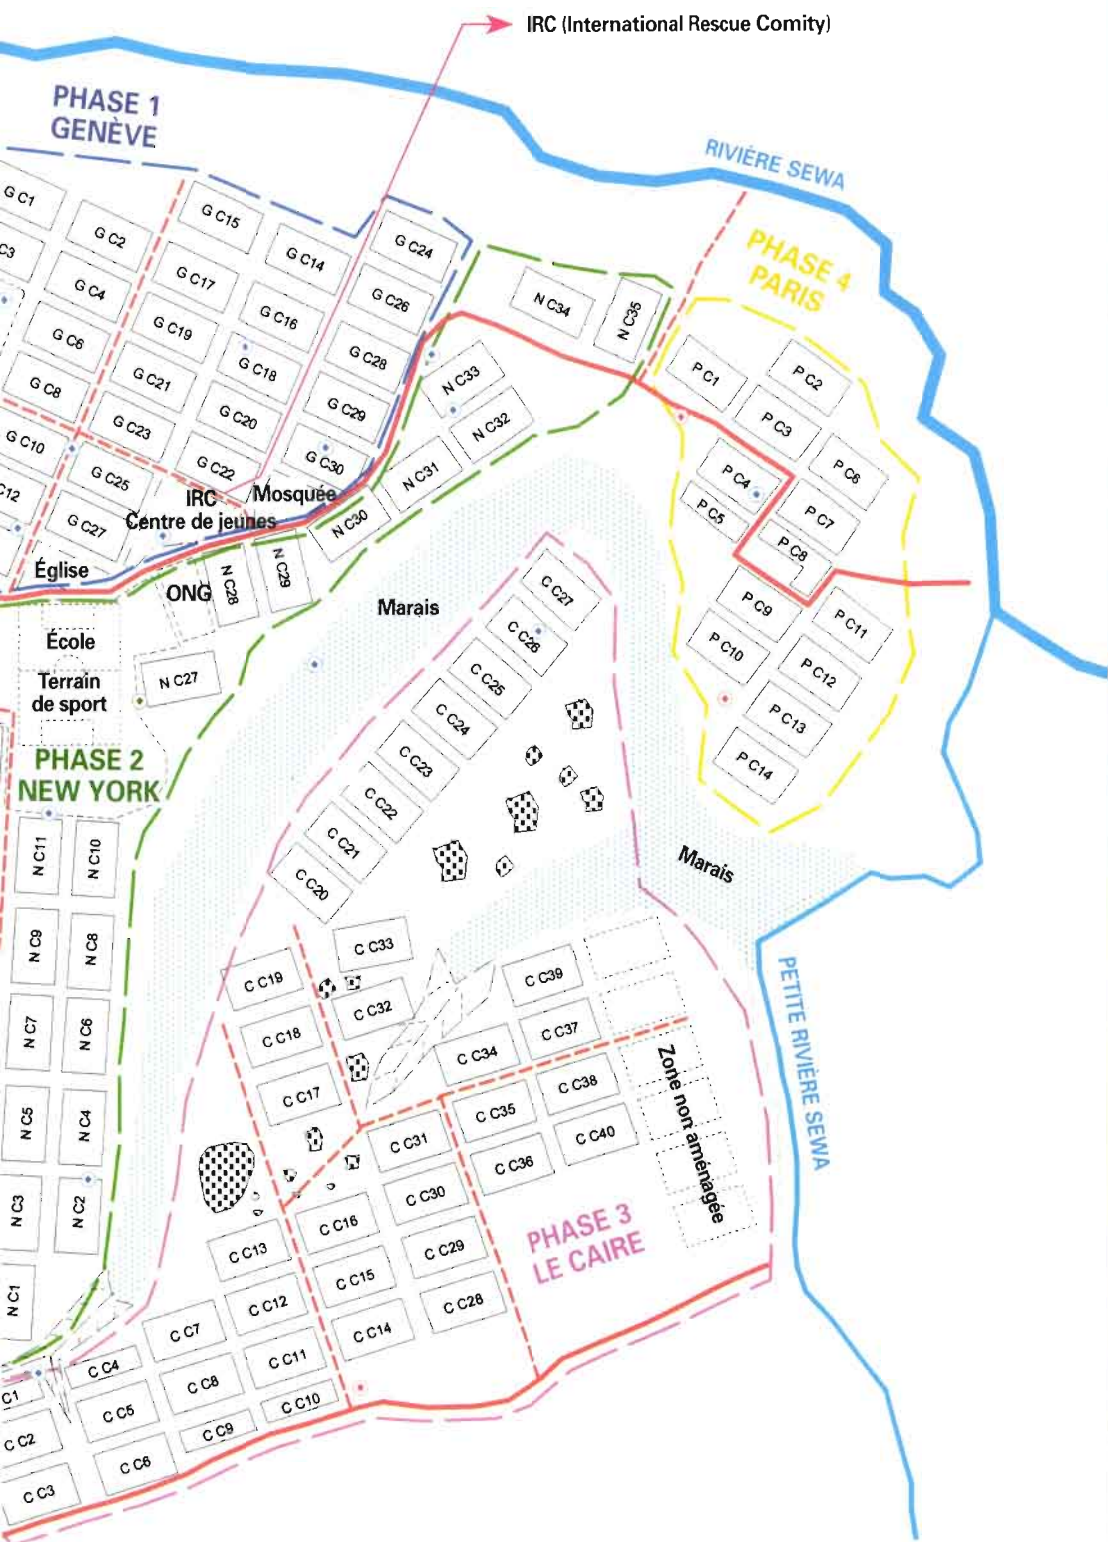 IRC (International Rescue Comity)
PHASE 1
GENÈVE
RIVIÈRE SEWA
PHASE 4
PARIS
G C1
G C2
C3
G C4
G C6
G C8
G C10
C12
G C15
G C14
G C17
G C16
G C19
G C18
G C21
G C20
G C23
G C22
G C25
G C27
G C24
G C26
G C28
G C29
G C30
IRC
Centre de jeunes
Mosquée
Église
ONG
École
Terrain
de sport
PHASE 2
NEW YORK
N C34
N C35
N C33
N C32
N C31
N C30
N C29
N C28
N C27
N C11
N C10
N C9
N C8
N C7
N C6
N C5
N C4
N C3
N C2
N C1
Marais
P C1
P C2
P C3
P C4
P C5
P C6
P C7
P C8
P C9
P C10
P C11
P C12
P C13
P C14
Marais
PETITE RIVIÈRE SEWA
C C27
C C26
C C25
C C24
C C23
C C22
C C21
C C20
C C33
C C19
C C32
C C18
C C17
C C39
C C37
C C34
C C38
C C35
C C40
C C36
C C31
C C30
C C29
C C28
C C16
C C15
C C14
C C13
C C12
C C11
C C10
C C7
C C8
C C9
C C4
C C5
C C6
C1
C C2
C C3
Zone non aménagée
PHASE 3
LE CAIRE